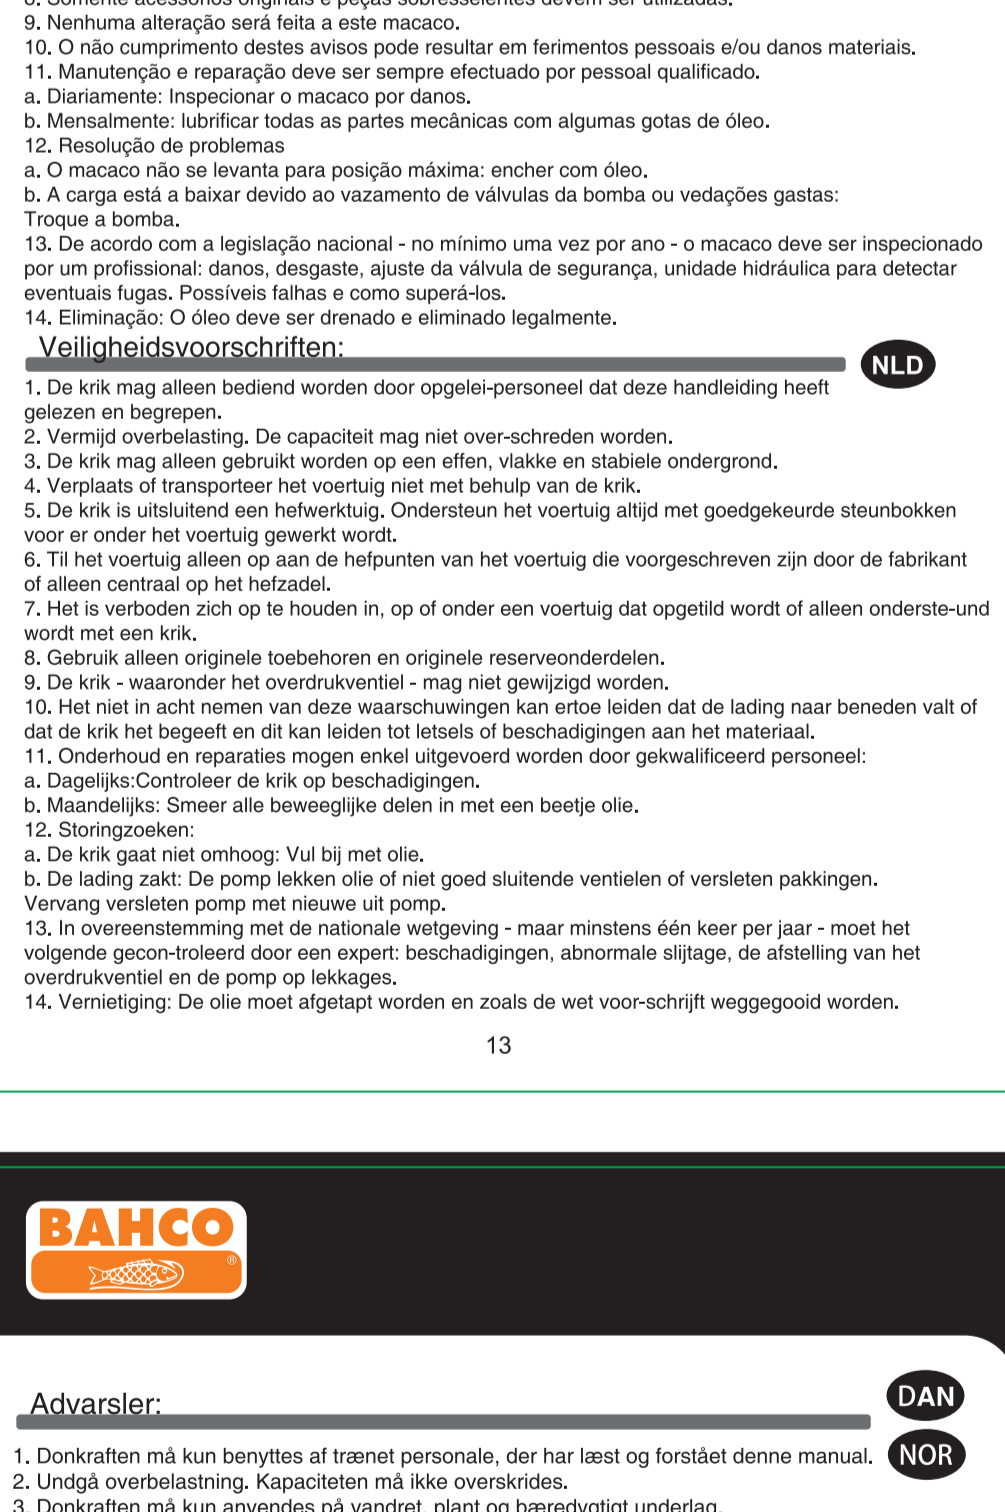 8. Somente acessórios originais e peças sobresselentes devem ser utilizadas.
9. Nenhuma alteração será feita a este macaco.
10. O não cumprimento destes avisos pode resultar em ferimentos pessoais e/ou danos materiais.
11. Manutenção e reparação deve ser sempre efectuado por pessoal qualificado.
a. Diariamente: Inspecionar o macaco por danos.
b. Mensalmente: lubrificar todas as partes mecânicas com algumas gotas de óleo.
12. Resolução de problemas
a. O macaco não se levanta para posição máxima: encher com óleo.
b. A carga está a baixar devido ao vazamento de válvulas da bomba ou vedações gastas:
Troque a bomba.
13. De acordo com a legislação nacional - no mínimo uma vez por ano - o macaco deve ser inspecionado
por um profissional: danos, desgaste, ajuste da válvula de segurança, unidade hidráulica para detectar
eventuais fugas. Possíveis falhas e como superá-los.
14. Eliminação: O óleo deve ser drenado e eliminado legalmente.
Veiligheidsvoorschriften:
NLD
1. De krik mag alleen bediend worden door opgelei-personeel dat deze handleiding heeft
gelezen en begrepen.
2. Vermijd overbelasting. De capaciteit mag niet over-schreden worden.
3. De krik mag alleen gebruikt worden op een effen, vlakke en stabiele ondergrond.
4. Verplaats of transporteer het voertuig niet met behulp van de krik.
5. De krik is uitsluitend een hefwerktuig. Ondersteun het voertuig altijd met goedgekeurde steunbokken
voor er onder het voertuig gewerkt wordt.
6. Til het voertuig alleen op aan de hefpunten van het voertuig die voorgeschreven zijn door de fabrikant
of alleen centraal op het hefzadel.
7. Het is verboden zich op te houden in, op of onder een voertuig dat opgetild wordt of alleen onderste-und
wordt met een krik.
8. Gebruik alleen originele toebehoren en originele reserveonderdelen.
9. De krik - waaronder het overdrukventiel - mag niet gewijzigd worden.
10. Het niet in acht nemen van deze waarschuwingen kan ertoe leiden dat de lading naar beneden valt of
dat de krik het begeeft en dit kan leiden tot letsels of beschadigingen aan het materiaal.
11. Onderhoud en reparaties mogen enkel uitgevoerd worden door gekwalificeerd personeel:
a. Dagelijks:Controleer de krik op beschadigingen.
b. Maandelijks: Smeer alle beweeglijke delen in met een beetje olie.
12. Storingzoeken:
a. De krik gaat niet omhoog: Vul bij met olie.
b. De lading zakt: De pomp lekken olie of niet goed sluitende ventielen of versleten pakkingen.
Vervang versleten pomp met nieuwe uit pomp.
13. In overeenstemming met de nationale wetgeving - maar minstens één keer per jaar - moet het
volgende gecon-troleerd door een expert: beschadigingen, abnormale slijtage, de afstelling van het
overdrukventiel en de pomp op lekkages.
14. Vernietiging: De olie moet afgetapt worden en zoals de wet voor-schrijft weggegooid worden.
13
BAHCO
®
Advarsler:
DAN
NOR
1. Donkraften må kun benyttes af trænet personale, der har læst og forstået denne manual.
2. Undgå overbelastning. Kapaciteten må ikke overskrides.
3. Donkraften må kun anvendes på vandret, plant og bæredygtigt underlag.